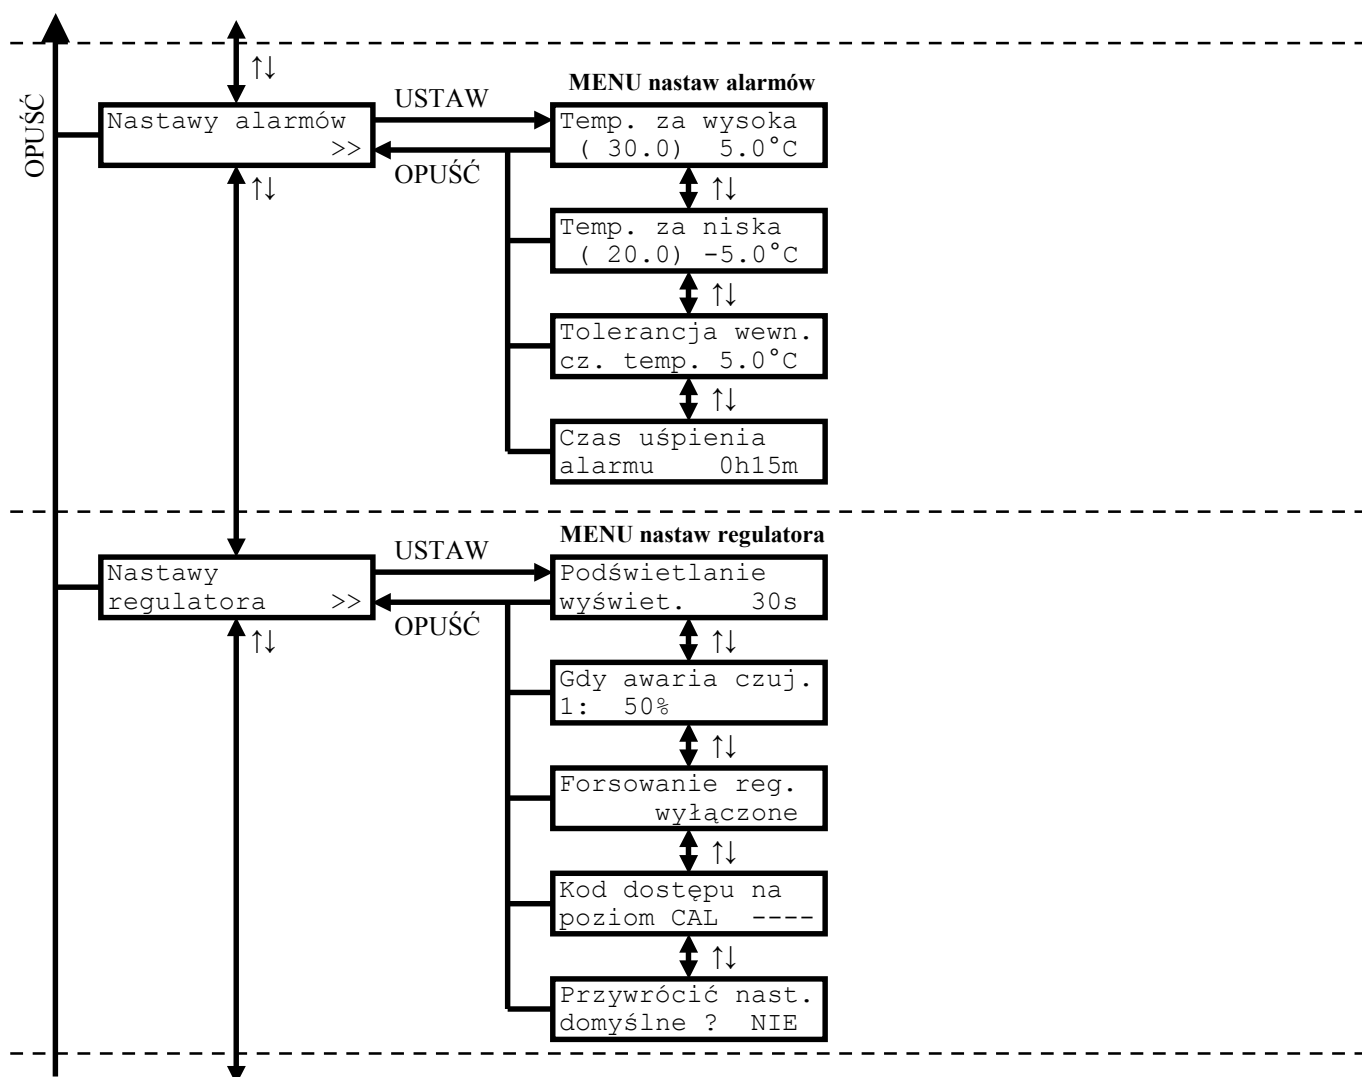 ↑↓
OPUŚĆ
MENU nastaw alarmów
Nastawy alarmów
>>
USTAW
OPUŚĆ
Temp. za wysoka
( 30.0) 5.0°C
↑↓
↑↓
Temp. za niska
( 20.0) -5.0°C
↑↓
Tolerancja wewn.
cz. temp. 5.0°C
↑↓
Czas uśpienia
alarmu 0h15m
MENU nastaw regulatora
Nastawy
regulatora >>
USTAW
OPUŚĆ
Podświetlanie
wyświet. 30s
↑↓
↑↓
Gdy awaria czuj.
1: 50%
↑↓
Forsowanie reg.
wyłączone
↑↓
Kod dostępu na
poziom CAL ----
↑↓
Przywrócić nast.
domyślne ? NIE